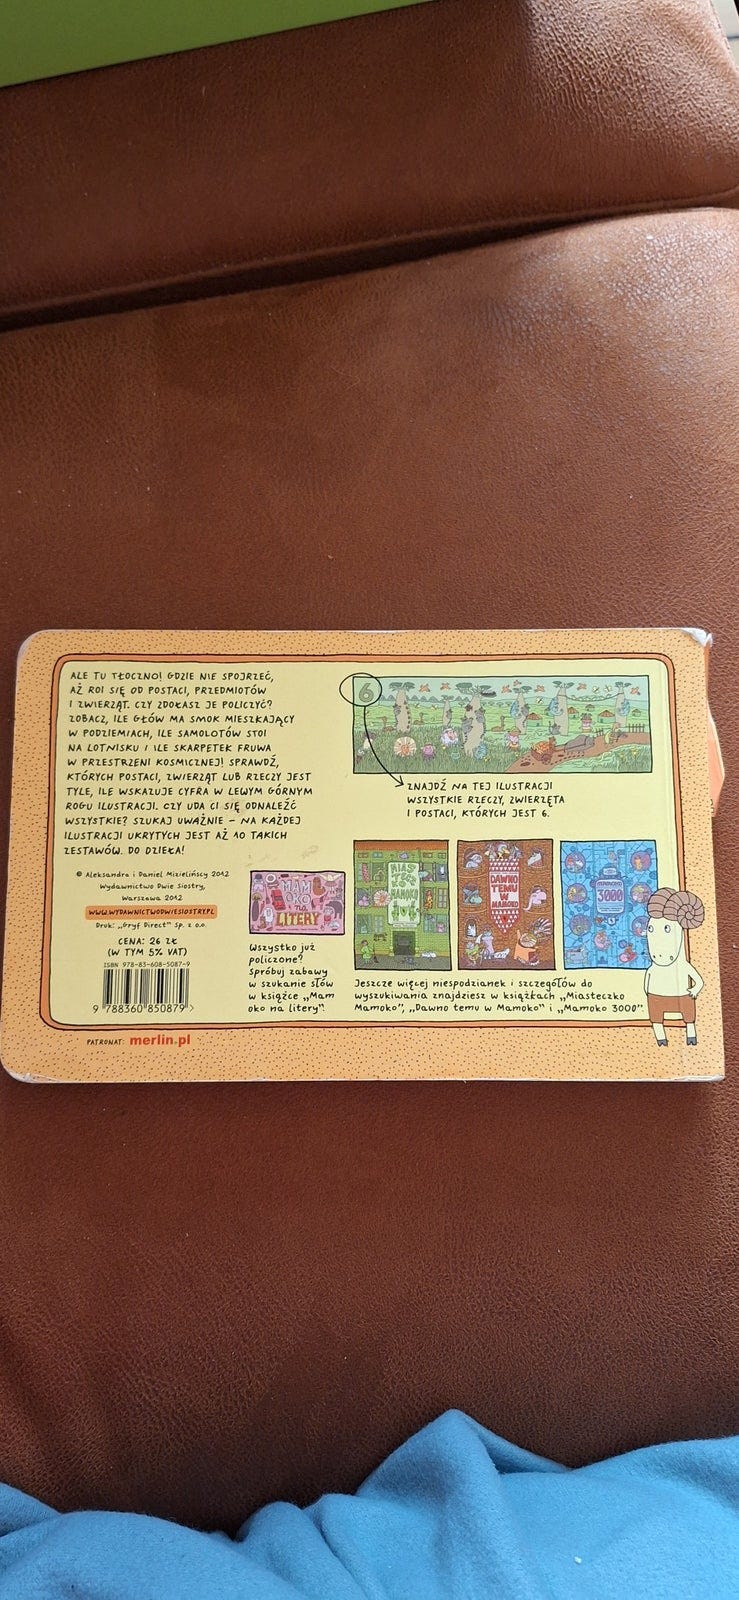 ALE TU TŁOCZNO! GDZIE NIE SPOJRZEĆ,
AŻ ROI SIĘ OD POSTACI, PRZEDMIOTÓW
I ZWIERZĄT. CZY ZDOŁASZ JE POLICZYĆ?
ZOBACZ, ILE GŁÓW MA SMOK MIESZKAJĄCY
W PODZIEMIACH, ILE SAMOLOTÓW STOI
NA LOTNISKU I ILE SKARPETEK FRUWA
W PRZESTRZENI KOSMICZNEJ! SPRAWDŹ,
KTÓRYCH POSTACI, ZWIERZĄT LUB RZECZY JEST
TYLE, ILE WSKAZUJE CYFRA W LEWYM GÓRNYM
ROGU ILUSTRACJI. CZY UDA CI SIĘ ODNALEŹĆ
WSZYSTKIE? SZUKAJ UWAŻNIE – NA KAŻDEJ
ILUSTRACJI UKRYTYCH JEST AŻ 10 TAKICH
ZESTAWÓW. DO DZIEŁA!
6
ZNAJDŹ NA TEJ ILUSTRACJI
WSZYSTKIE RZECZY, ZWIERZĘTA
I POSTACI, KTÓRYCH JEST 6.
© Aleksandra i Daniel Mizielińscy 2012
Wydawnictwo Dwie Siostry,
Warszawa 2012
WWW.WYDAWNICTWODWIESIOSTRY.PL
Druk: „Gryf Direct” Sp. z o.o.
CENA: 26 ZŁ
(W TYM 5% VAT)
ISBN 978-83-608-5087-9
9 788360 850879 >
MAM
OKO
na
LITERY
Wszystko już
policzone?
Spróbuj zabawy
w szukanie słów
w książce „Mam
oko na litery”.
MIAS
TECZ
KO
MAMOKO
DAWNO
TEMU W
MAMOKO
MAMOKO
3000
Jeszcze więcej niespodzianek i szczegółów do
wyszukiwania znajdziesz w książkach „Miasteczko
Mamoko”, „Dawno temu w Mamoko” i „Mamoko 3000”.
PATRONAT: merlin.pl